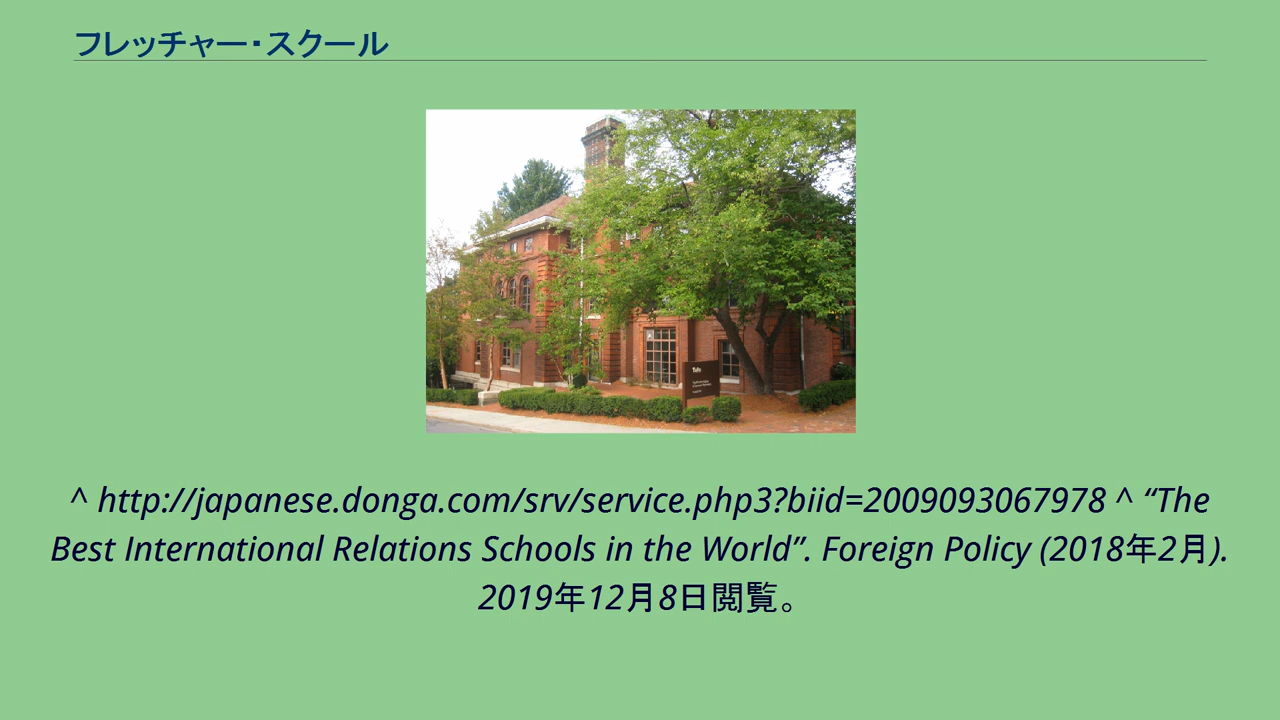 フレッチャー・スクール
Tufts
^ http://japanese.donga.com/srv/service.php3?biid=2009093067978 ^ “The
Best International Relations Schools in the World”. Foreign Policy (2018年2月).
2019年12月8日閲覧。